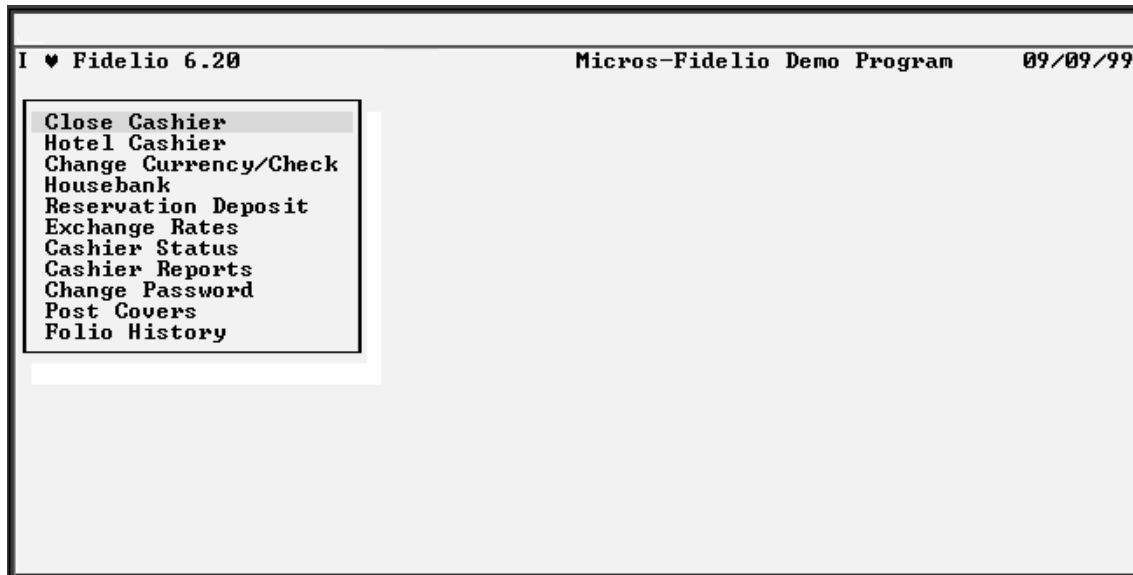 I ♥ Fidelio 6.20 Micros-Fidelio Demo Program 09/09/99
Close Cashier
Hotel Cashier
Change Currency/Check
Housebank
Reservation Deposit
Exchange Rates
Cashier Status
Cashier Reports
Change Password
Post Covers
Folio History